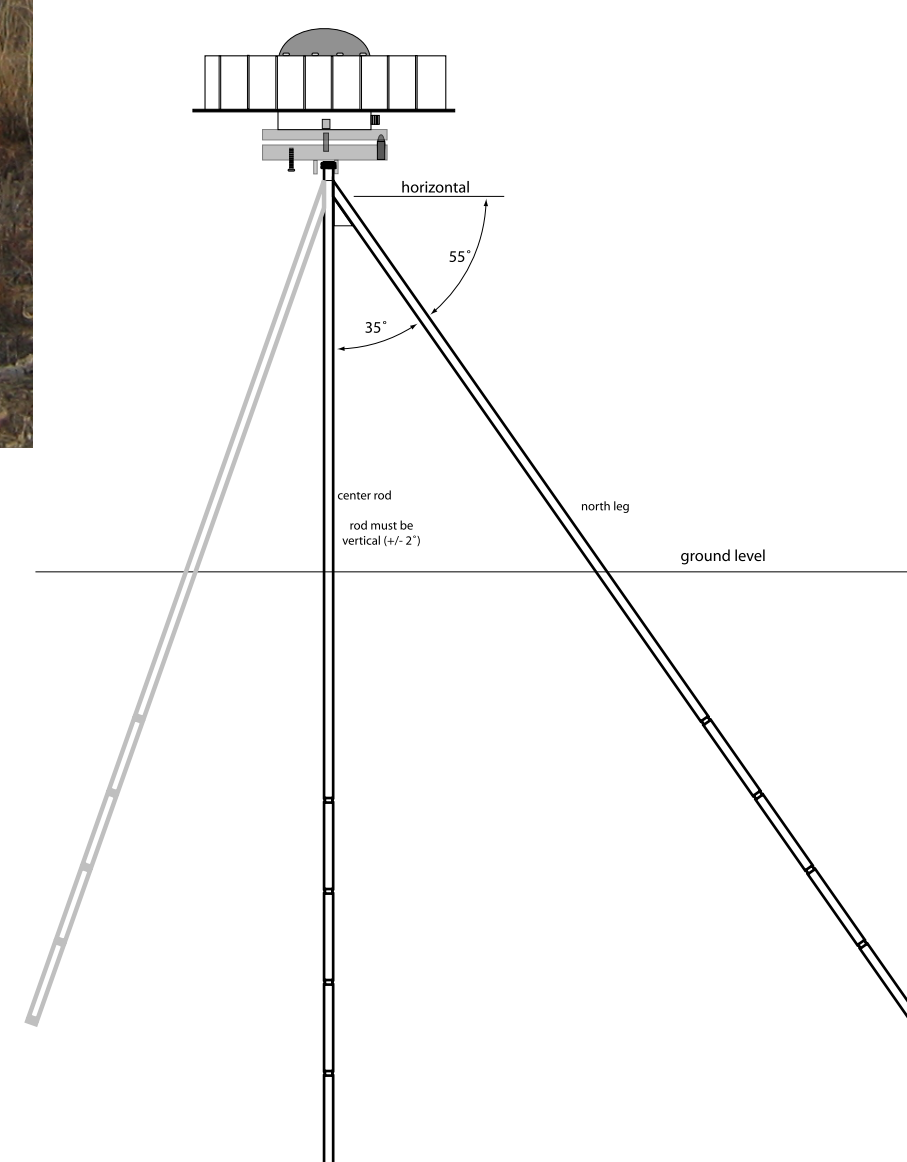 horizontal
55˚
35˚
center rod
north leg
rod must be
vertical (+/- 2˚)
ground level